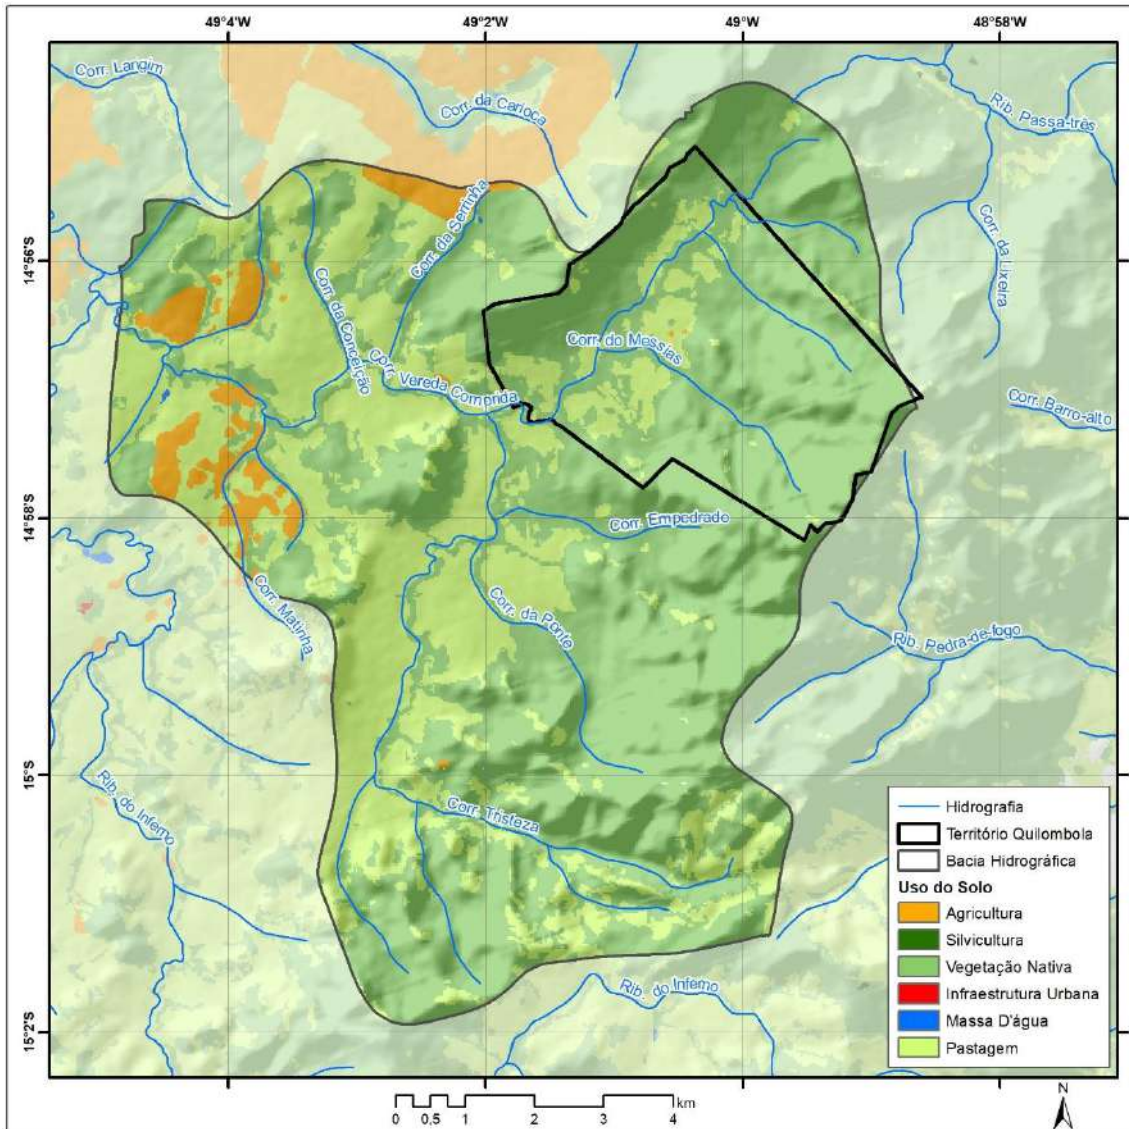 49°4'W
49°2'W
49°W
48°58'W
Corr. Langim
Corr. da Carioca
Rib. Passa-três
Corr. da Serrinha
Corr. da Lixeira
14°56'S
Corr. da Conceição
Corr. do Messias
Corr. Vereda Comprida
Corr. Barro-alto
14°58'S
Corr. Empedrado
Corr. Matinha
Corr. da Ponte
Rib. Pedra-de-fogo
15°S
Rib. do Inferno
Corr. Tristeza
Rib. do Inferno
15°2'S
Hidrografia
Território Quilombola
Bacia Hidrográfica
Uso do Solo
Agricultura
Silvicultura
Vegetação Nativa
Infraestrutura Urbana
Massa D'água
Pastagem
km
0 0,5 1 2 3 4
N